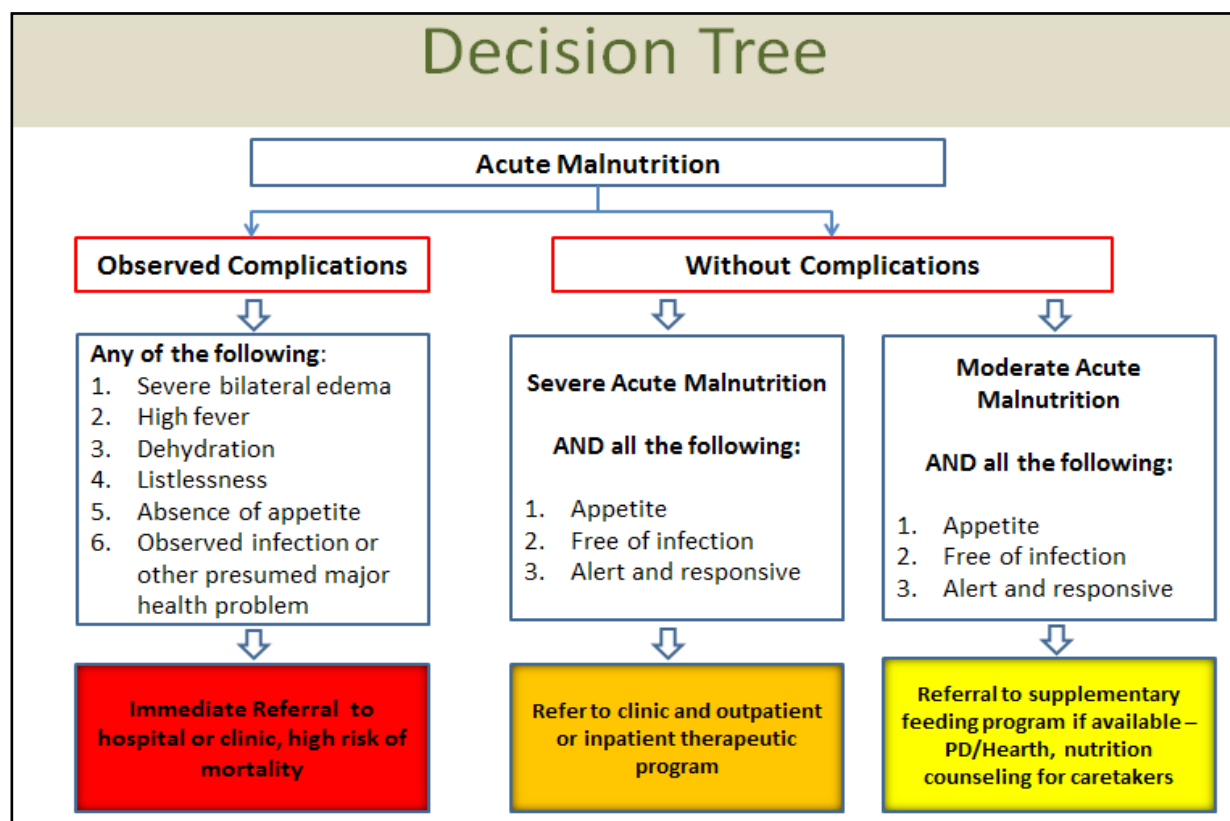 Decision Tree
Acute Malnutrition
Observed Complications
Without Complications
Any of the following:
1. Severe bilateral edema
2. High fever
3. Dehydration
4. Listlessness
5. Absence of appetite
6. Observed infection or
other presumed major
health problem
Severe Acute Malnutrition
AND all the following:
1. Appetite
2. Free of infection
3. Alert and responsive
Moderate Acute
Malnutrition
AND all the following:
1. Appetite
2. Free of infection
3. Alert and responsive
Immediate Referral to
hospital or clinic, high risk of
mortality
Refer to clinic and outpatient
or inpatient therapeutic
program
Referral to supplementary
feeding program if available –
PD/Hearth, nutrition
counseling for caretakers